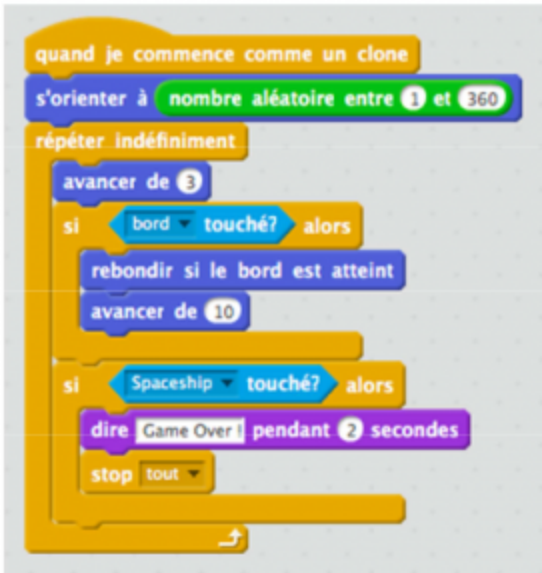 quand je commence comme un clone
s'orienter à nombre aléatoire entre 1 et 360
répéter indéfiniment
avancer de 3
si bord touché? alors
rebondir si le bord est atteint
avancer de 10
si Spaceship touché? alors
dire Game Over ! pendant 2 secondes
stop tout